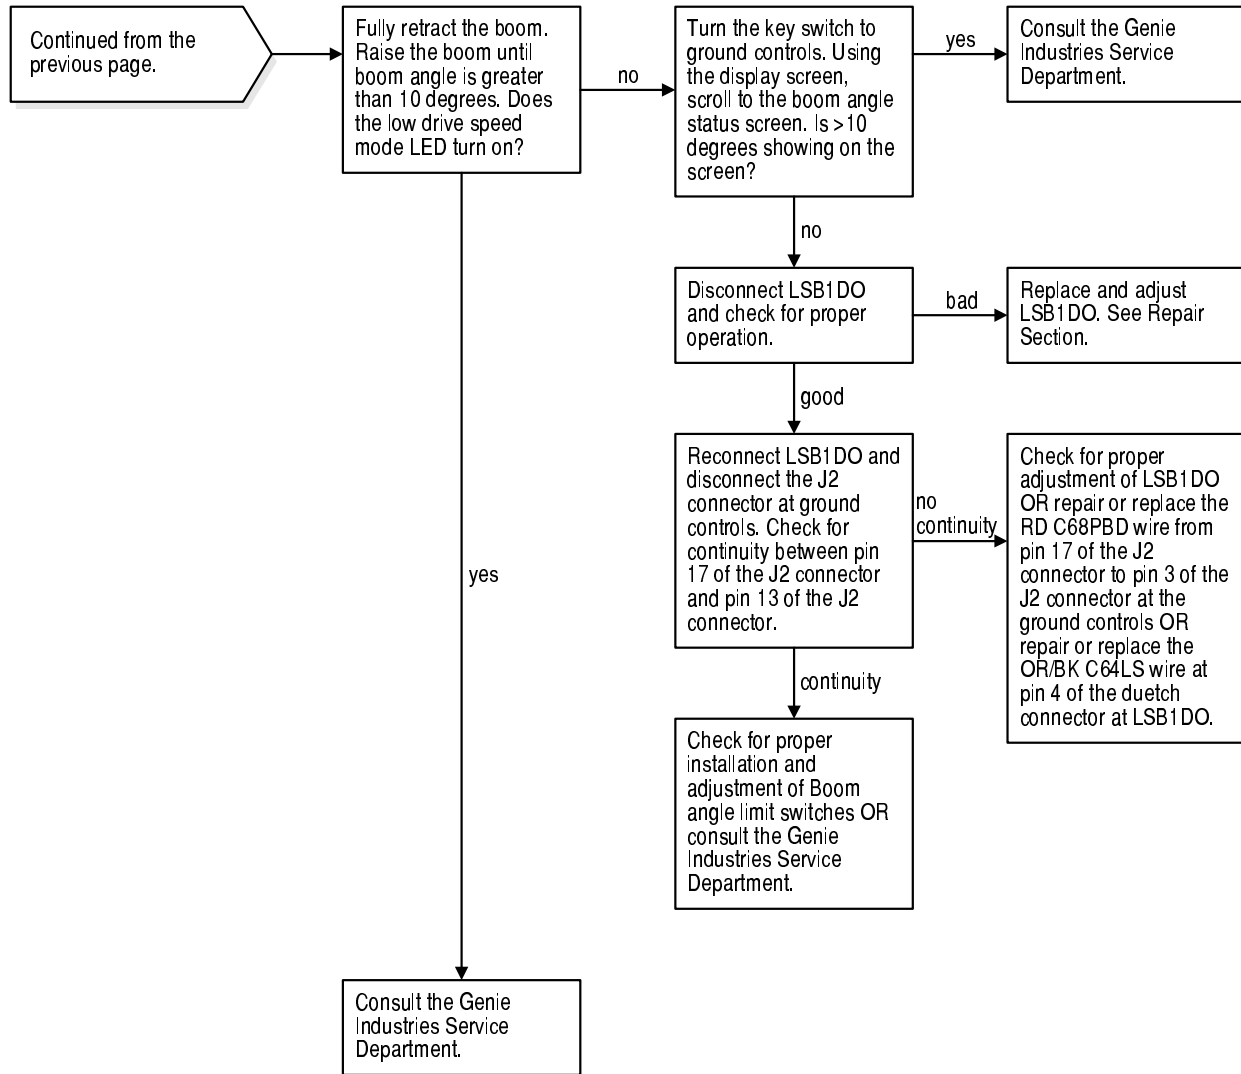 Continued from the
previous page.
Fully retract the boom.
Raise the boom until
boom angle is greater
than 10 degrees. Does
the low drive speed
mode LED turn on?
no
Turn the key switch to
ground controls. Using
the display screen,
scroll to the boom angle
status screen. Is >10
degrees showing on the
screen?
yes
Consult the Genie
Industries Service
Department.
no
Disconnect LSB1DO
and check for proper
operation.
bad
Replace and adjust
LSB1DO. See Repair
Section.
good
Reconnect LSB1DO and
disconnect the J2
connector at ground
controls. Check for
continuity between pin
17 of the J2 connector
and pin 13 of the J2
connector.
no
continuity
Check for proper
adjustment of LSB1DO
OR repair or replace the
RD C68PBD wire from
pin 17 of the J2
connector to pin 3 of the
J2 connector at the
ground controls OR
repair or replace the
OR/BK C64LS wire at
pin 4 of the duetch
connector at LSB1DO.
continuity
Check for proper
installation and
adjustment of Boom
angle limit switches OR
consult the Genie
Industries Service
Department.
yes
Consult the Genie
Industries Service
Department.